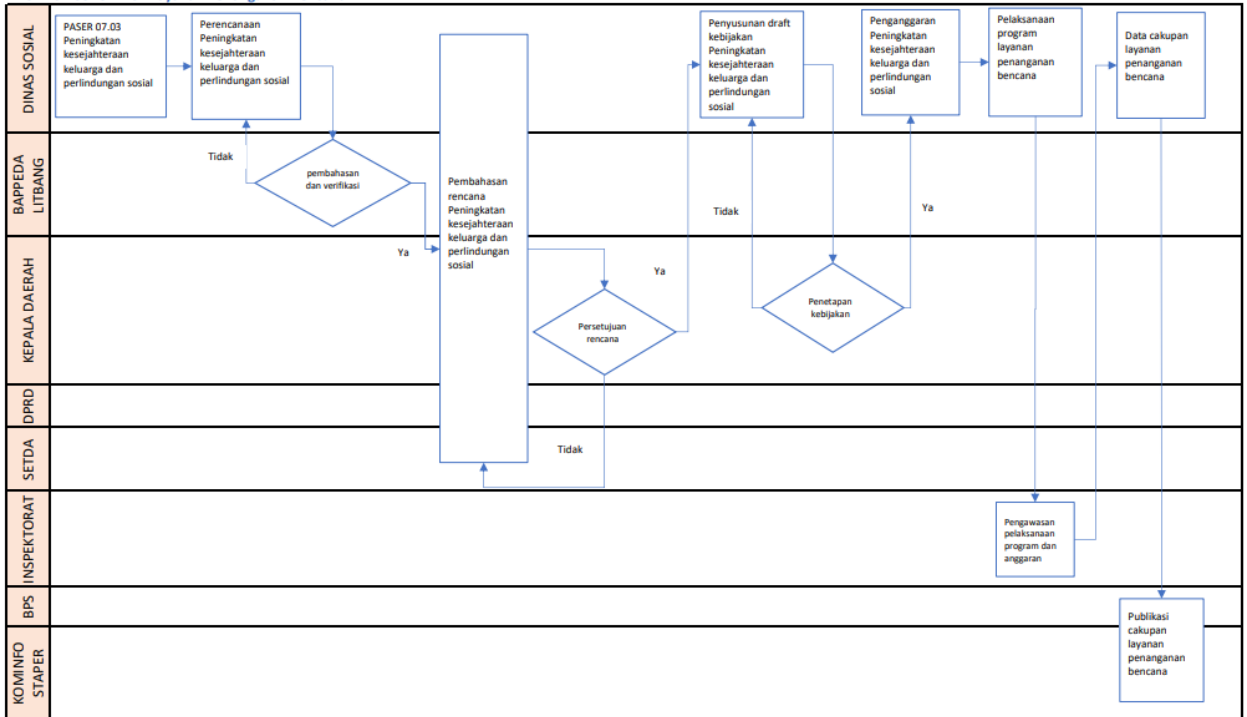 DINAS SOSIAL
PASER 07.03
Peningkatan
kesejahteraan
keluarga dan
perlindungan sosial
Perencanaan
Peningkatan
kesejahteraan
keluarga dan
perlindungan sosial
Penyusunan draft
kebijakan
Peningkatan
kesejahteraan
keluarga dan
perlindungan
sosial
Penganggaran
Peningkatan
kesejahteraan
keluarga dan
perlindungan
sosial
Pelaksanaan
program
layanan
penanganan
bencana
Data cakupan
layanan
penanganan
bencana
BAPPEDA
LITBANG
Tidak
pembahasan
dan verifikasi
Ya
Pembahasan
rencana
Peningkatan
kesejahteraan
keluarga dan
perlindungan
sosial
Tidak
Ya
KEPALA DAERAH
Persetujuan
rencana
Ya
Penetapan
kebijakan
DPRD
SETDA
Tidak
INSPEKTORAT
Pengawasan
pelaksanaan
program dan
anggaran
BPS
KOMINFO
STAPER
Publikasi
cakupan
layanan
penanganan
bencana